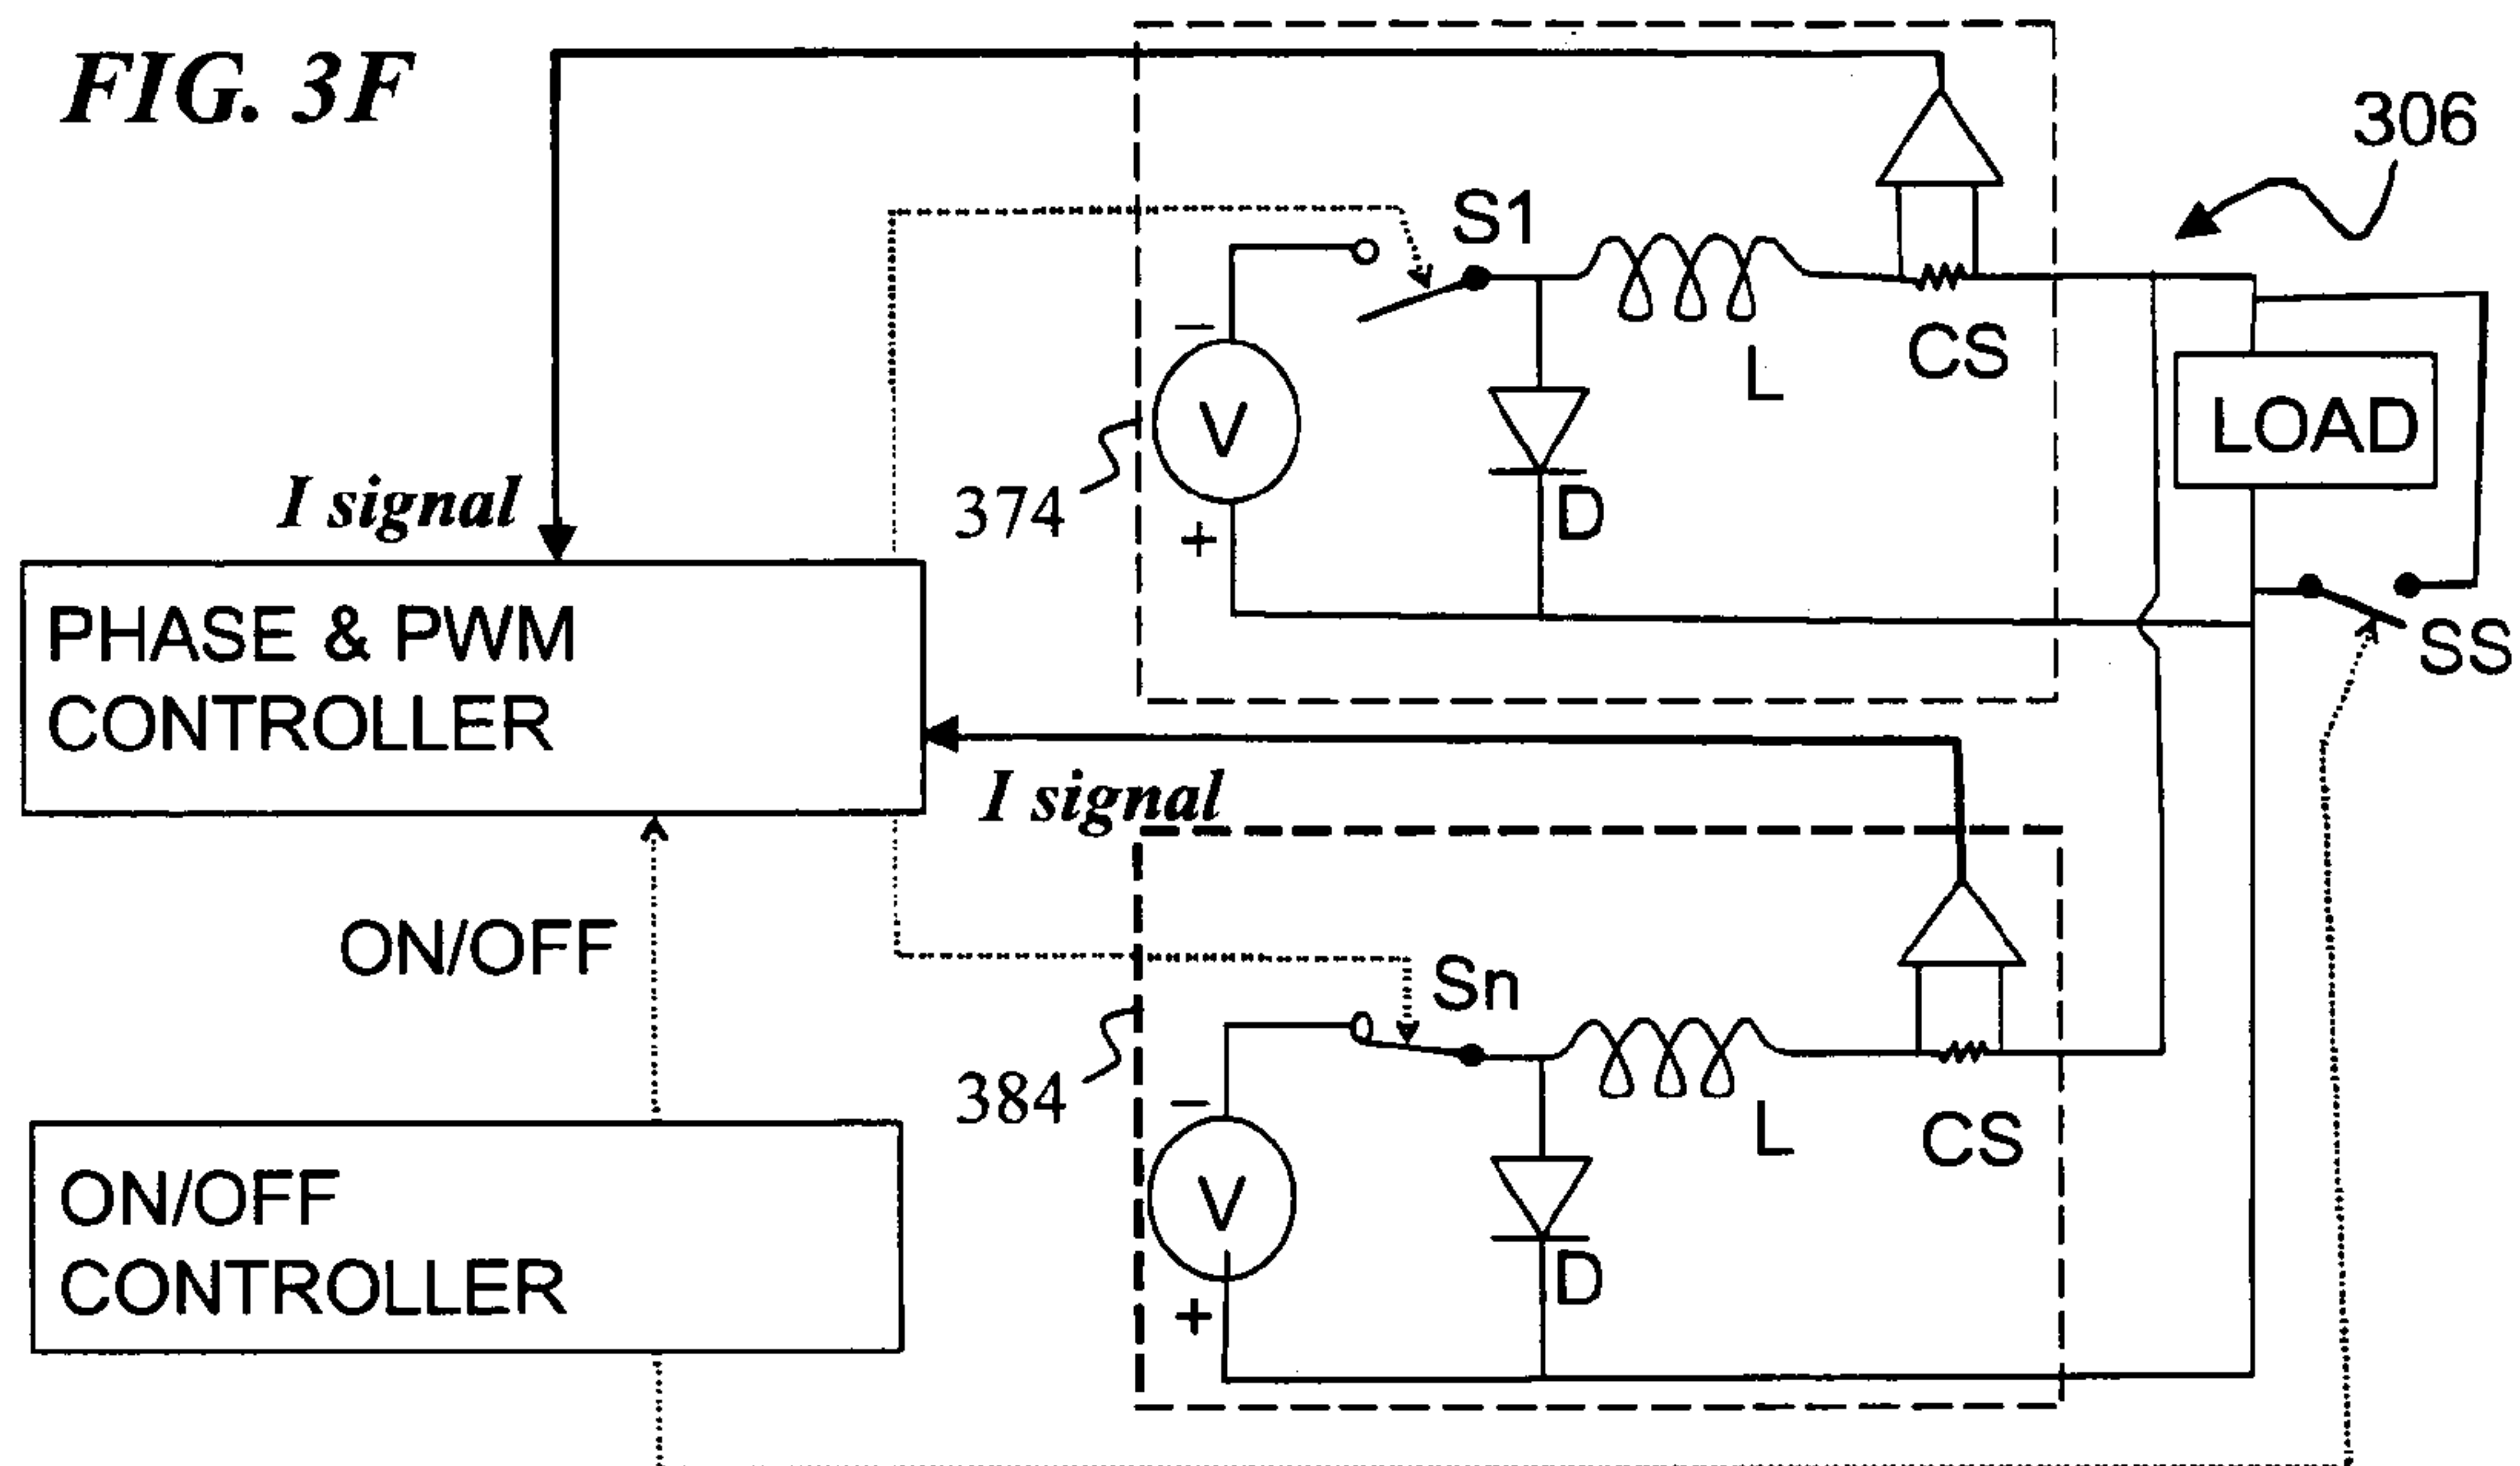 FIG. 3F
306
S1
CS
L
−
V
LOAD
374
D
+
I signal
PHASE & PWM
CONTROLLER
SS
I signal
ON/OFF
Sn
384
−
V
L
CS
D
+
ON/OFF
CONTROLLER